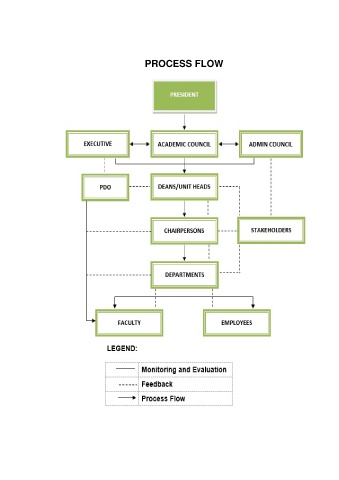 PROCESS FLOW
PRESIDENT
EXECUTIVE
ACADEMIC COUNCIL
ADMIN COUNCIL
PDO
DEANS/UNIT HEADS
CHAIRPERSONS
STAKEHOLDERS
DEPARTMENTS
FACULTY
EMPLOYEES
LEGEND:
Monitoring and Evaluation
Feedback
Process Flow